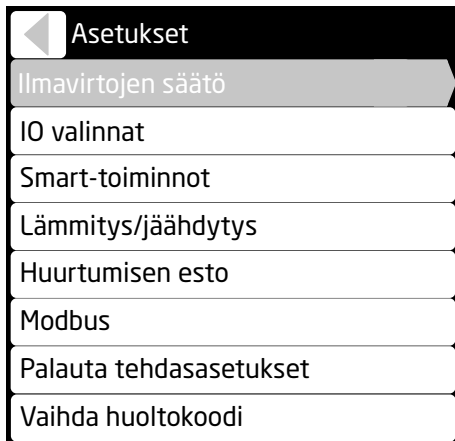 Asetukset
Ilmavirtojen säätö
IO valinnat
Smart-toiminnot
Lämmitys/jäähdytys
Huurtumisen esto
Modbus
Palauta tehdasasetukset
Vaihda huoltokoodi